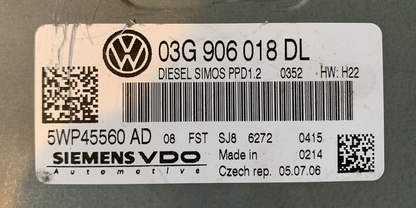 03G 906 018 DL
DIESEL SIMOS PPD1.2 0352 HW: H22
5WP45560 AD 08 FST SJ8 6272 0415
SIEMENS VDO Made in 0214
Automotive Czech rep. 05.07.06